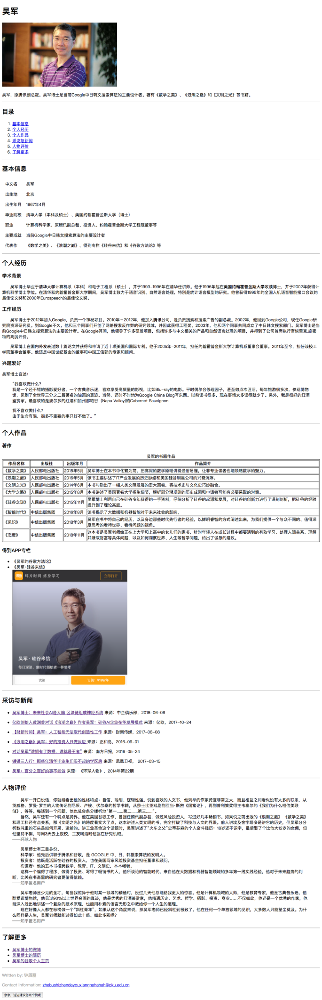 吴军
吴军，原腾讯副总裁。吴军博士是当前Google中日韩文搜索算法的主要设计者。著有《数学之美》、《浪潮之巅》和《文明之光》等书籍。
目录
1. 基本信息
2. 个人经历
3. 个人作品
4. 采访与新闻
5. 人物评价
6. 了解更多
基本信息
中文名 吴军
出生地 北京
出生年月 1967年4月
毕业院校 清华大学（本科及硕士）、美国约翰霍普金斯大学（博士）
职业 计算机科学家、原腾讯副总裁、投资人、约翰霍普金斯大学工程院董事等
主要成就 当前Google中日韩文搜索算法的主要设计者
代表作 《数学之美》、《浪潮之巅》、得到专栏《硅谷来信》和《谷歌方法论》等
个人经历
学术背景
吴军博士毕业于清华大学计算机系（本科）和电子工程系（硕士），并于1993-1996年在清华任讲师。他于1996年起在美国约翰霍普金斯大学攻读博士，并于2002年获得计
算机科学博士学位。在清华和约翰霍普金斯大学期间，吴军博士致力于语音识别、自然语言处理，特别是统计语言模型的研究。他曾获得1995年的全国人机语音智能接口会议的
最佳论文奖和2000年Eurospeech的最佳论文奖。
工作经历
吴军博士于2012年加入Google，负责一个神秘项目。2010年－2012年，他加入腾讯公司，是负责搜索和搜索广告的副总裁。2002年，他回到Google公司，现任Google研
究院资深研究员。到Google不久，他和三个同事们开创了网络搜索反作弊的研究领域，并因此获得工程奖。2003年，他和两个同事共同成立了中日韩文搜索部门。吴军博士是当
前Google中日韩文搜索算法的主要设计者。在Google其间，他领导了许多研发项目，包括许多与中文相关的产品和自然语言处理的项目，并得到了公司首席执行官埃里克.施密
特的高度评价。
吴军博士在国内外发表过数十篇论文并获得和申请了近十项美国和国际专利。他于2005年-2011年，担任约翰霍普金斯大学计算机系董事会董事。2011年至今，担任该校工
学院董事会董事。他还是中国世纪基金的董事和中国工信部的专家和顾问。
兴趣爱好
吴军博士自述：
“我喜欢做什么？
我是一个还不错的摄影爱好者，一个古典音乐迷，喜欢享受高质量的影视，比如Blu-ray的电影。平时偶尔会修理园子，甚至做点木匠活。每年旅游很多次，参观博物
馆，见到了全世界三分之二最著名的油画的真迹。当然，还时不时地为Google China Blog写东西。以前读书很多，现在事情太多读得就少了。另外，我是很好的红酒
鉴赏家。最喜欢的是波尔多的红酒和加州那帕谷（Napa Valley)的Cabernet Sauvignon.
我不喜欢做什么？
由于生命有限，很多不重要的事只好不做了。”
个人作品
著作
吴军的书籍作品
作品名称 出版社 出版年月 作品简介
《数学之美》 人民邮电出版社 2015年5月 吴军博士在本书中化繁为简，把高深的数学原理讲得通俗易懂，让非专业读者也能领略数学的魅力。
《浪潮之巅》 人民邮电出版社 2016年5月 该书主要讲述了IT产业发展的历史脉络和美国硅谷明星公司的兴衰沉浮。
《文明之光》 人民邮电出版社 2014年6月 本书勾勒出了一幅人类文明发展的宏大画卷，将技术史与文化史巧妙融合。
《大学之路》 人民邮电出版社 2015年8月 本书讲述了美国著名大学招生细节，解析部分潜规则的历史成因和申请者可能有必要采取的对策。
《硅谷之谜》 人民邮电出版社 2015年11月 吴军博士利用自己在硅谷多年获得的一手资料，仔细分析了硅谷的起源和发展，对硅谷的创新力进行了深刻剖析，把硅谷的经验
提升到了理论高度。
《智能时代》 中信出版集团 2016年8月 该书揭示了大数据和机器智能对于未来社会的影响。
《见识》 中信出版集团 2018年3月 吴军在书中将自己的经历，以及身边那些时代先行者的经验，以鲜明睿智的方式阐述出来，为我们提供一个与众不同的、值得深
度思考的看待世界、看待问题的视角。
《态度》 中信出版集团 2018年11月 这本书是吴军老师给正在上大学和上高中的女儿们的家书，针对年轻人在成长过程中都要遇到的有效学习、处理人际关系、理解
并赚取财富等具体问题，以及如何洞察世界、人生等哲学问题，给出了诚恳的建议。
得到APP专栏
《吴军的谷歌方法论》
《吴军·硅谷来信》
得到 碎片时间 终身学习 立即打开
吴军·硅谷来信
每日深谈，像时代领航者一样思考
试读 订阅：¥199/年
采访与新闻
吴军博士：未来社会AI是大脑 区块链组成神经系统 来源：中企俱乐部，2018-06-06
亿欧创始人黄渊普对话《浪潮之巅》作者吴军：硅谷AI企业在华发展模式 来源：亿欧，2017-10-24
【财新时间】吴军：人工智能无法取代创造性工作 来源：财新传媒，2017-08-08
《浪潮之巅》吴军：好的投资人只做反应 来源：正和岛，2016-09-01
对话吴军“谁拥有了数据，谁就是王者” 来源：南方日报，2016-05-24
锵锵三人行：那些年清华毕业生们买不起的学区房 来源：凤凰卫视， 2017-03-15
吴军：百分之百好的事不能做 来源：《环球人物》，2014年第22期
人物评价
吴军一开口说话，你就能看出他的性格特点：自信、聪明、逻辑性强。说到喜欢的人文书，他列举的作家跨度非常之大，而且相互之间看似没有太多的联系，从
茨威格、罗曼·罗兰的人物传记到尼采、卢梭、伏尔泰的哲学书籍，从莎士比亚戏剧到亚当·斯密《国富论》，再到普利策奖得主韦塞尔的《我们为什么相信美联
储》，等等。每谈到一个问题，他也总会条分缕析地“第一……第二……第三……”。
当然，吴军还有一个特点是跨界。他在美国谷歌工作，曾担任腾讯副总裁，做过风险投资人，写过好几本畅销书。如果说之前出版的《浪潮之巅》 《数学之美》
和理工科还有点关系，那《文明之光》的跨度着实大了点。这本讲述人类文明的书，完全打破了科技与人文的界限。前人讲埃及金字塔多是讲它的历史，但吴军分分
析数吨重的石头是如何开采、运输的。讲工业革命这个话题时，吴军讲述了“火车之父”史蒂芬森的个人奋斗经历：18岁还不识字，最后娶了个比他大12岁的女佣，但
他坚持不懈，每周3天去上夜校，工友喝酒时他就在研究机械。
——环球人物
吴军博士有三重身份。
科学家：他先后供职于腾讯和谷歌，是 GOOGLE 中、日、韩搜索算法的发明人。
投资者：他既是活跃在硅谷的投资人，也在美国两家风险投资基金担任董事和顾问。
布道者：他的五本书横跨数学、教育、IT、文明史，本本畅销。
这样一个编得了程序、做得了投资、写得了畅销书的人，他所谈论的智能时代，来自他在大数据和机器智能领域的多年第一线实践经验，他对于未来趋势的判
断，比关在书斋里的研究者更值得信赖。
——知乎匿名用户
吴军老师是少见的全才，每当我惊异于他对某一领域的精通时，没过几天他总能给我更大的惊喜。他是计算机领域的大师，他是教育专家，他是古典音乐迷，他
酷爱逛博物馆，他见过90%以上世界名画的真迹，他是优秀的红酒鉴赏家，他精通历史、艺术、哲学、摄影、投资、商业……不仅如此，他还是一个优秀的作家，他
能深入浅出地讲述一个复杂的技术原理，也能用朴素的语言无形之中教给你一个人生的道理。
现在好像人人都在标榜做一个“斜杠青年”，如果从这个角度来说，那吴军老师已经斜杠到极致了。他在任何一个单独领域的见识，大多数人只能望尘莫及。为什
么同样是人生，吴军老师就能过得如此丰盛、如此多彩呢？
——知乎匿名用户
了解更多
吴军博士的微博
吴军博士的简历
吴军的谷歌个人主页
Written by: 钟辰丽
Contact information: zhebushizhendeyouxianghahahah@pku.edu.cn
亲亲，这边建议您点个赞呢